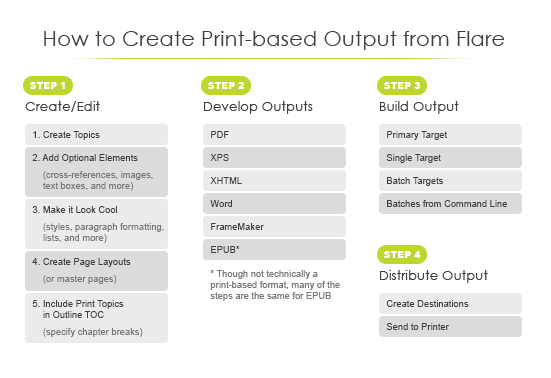 How to Create Print-based Output from Flare
STEP 1
Create/Edit
1. Create Topics
2. Add Optional Elements
(cross-references, images,
text boxes, and more)
3. Make it Look Cool
(styles, paragraph formatting,
lists, and more)
4. Create Page Layouts
(or master pages)
5. Include Print Topics
in Outline TOC
(specify chapter breaks)
STEP 2
Develop Outputs
PDF
XPS
XHTML
Word
FrameMaker
EPUB*
* Though not technically a
print-based format, many of the
steps are the same for EPUB
STEP 3
Build Output
Primary Target
Single Target
Batch Targets
Batches from Command Line
STEP 4
Distribute Output
Create Destinations
Send to Printer